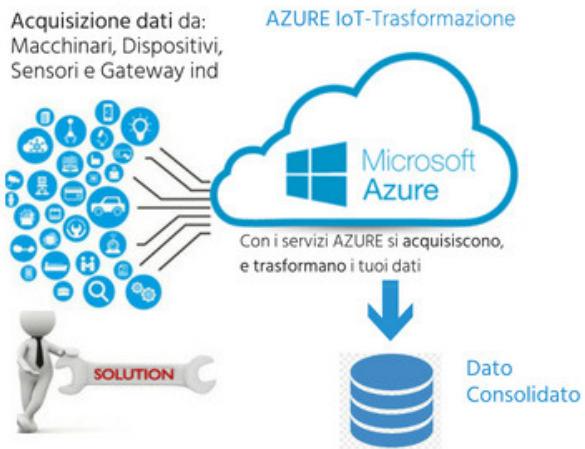 Acquisizione dati da:
Macchinari, Dispositivi,
Sensori e Gateway ind
AZURE IoT-Trasformazione
Microsoft
Azure
Con i servizi AZURE si acquisiscono,
e trasformano i tuoi dati
SOLUTION
Dato
Consolidato